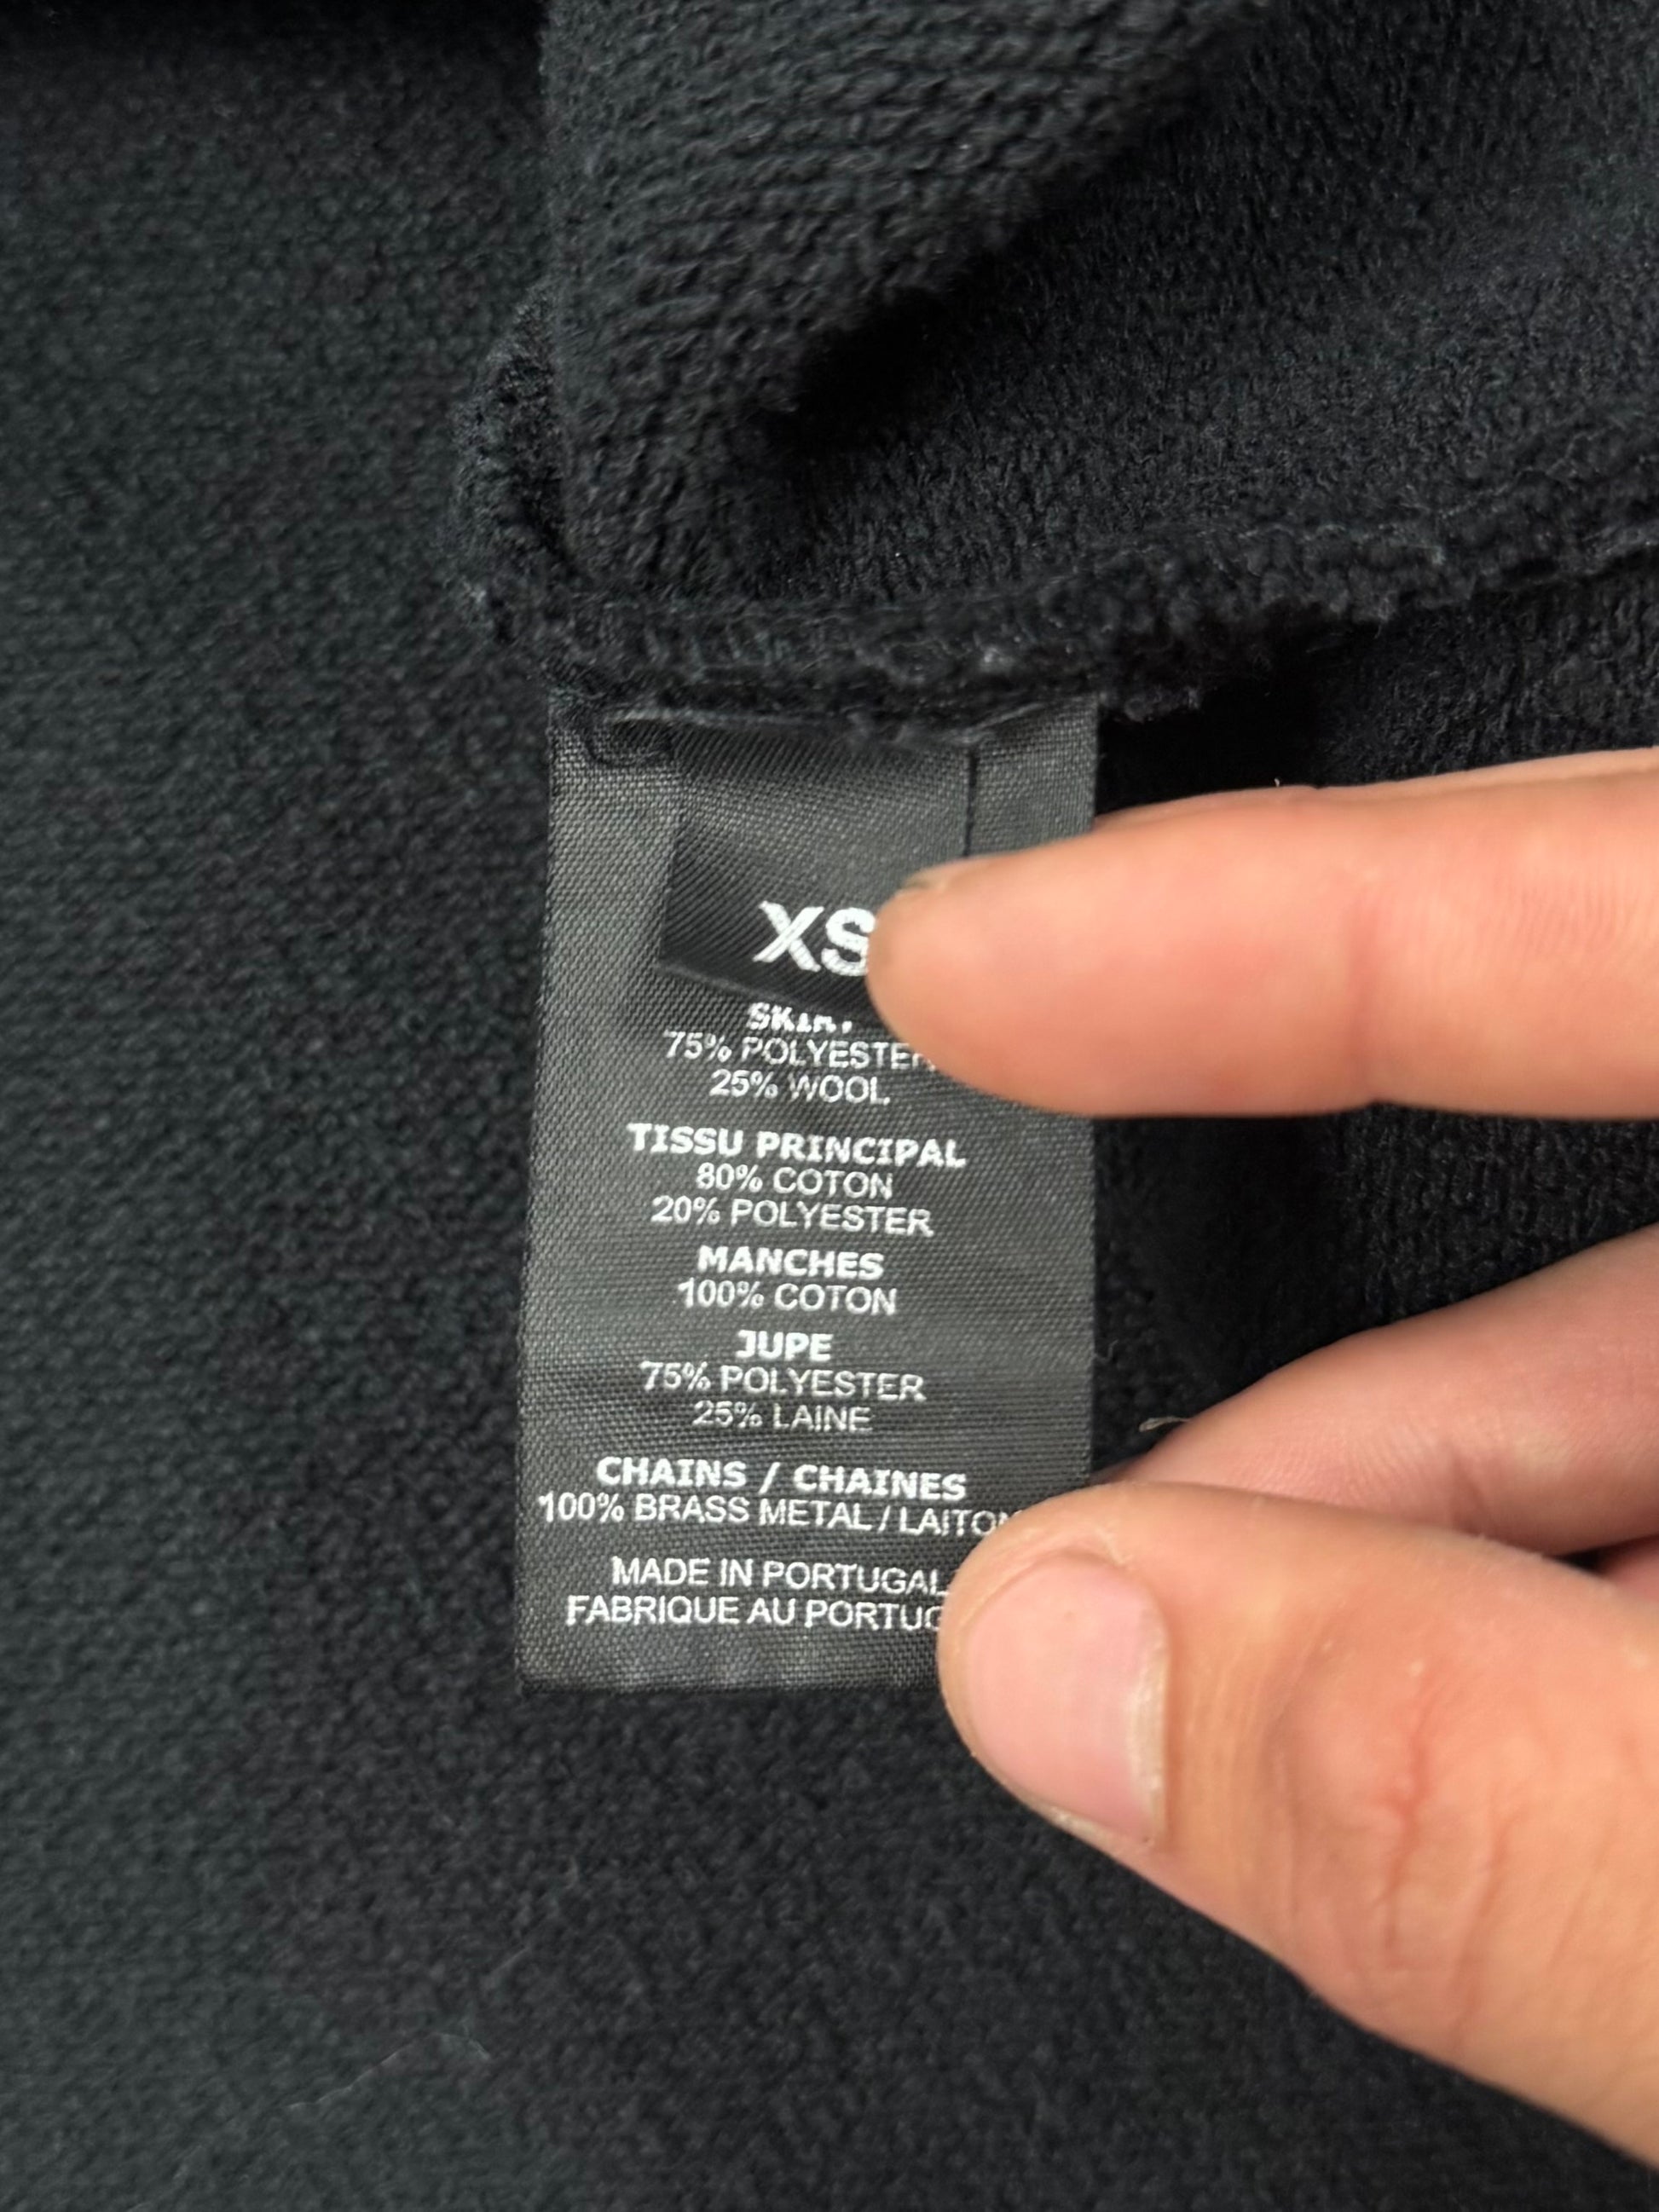 XS
75% POLYESTER
25% WOOL
TISSU PRINCIPAL
80% COTON
20% POLYESTER
MANCHES
100% COTON
JUPE
75% POLYESTER
25% LAINE
CHAINS / CHAINES
100% BRASS METAL / LAITON
MADE IN PORTUGAL
FABRIQUE AU